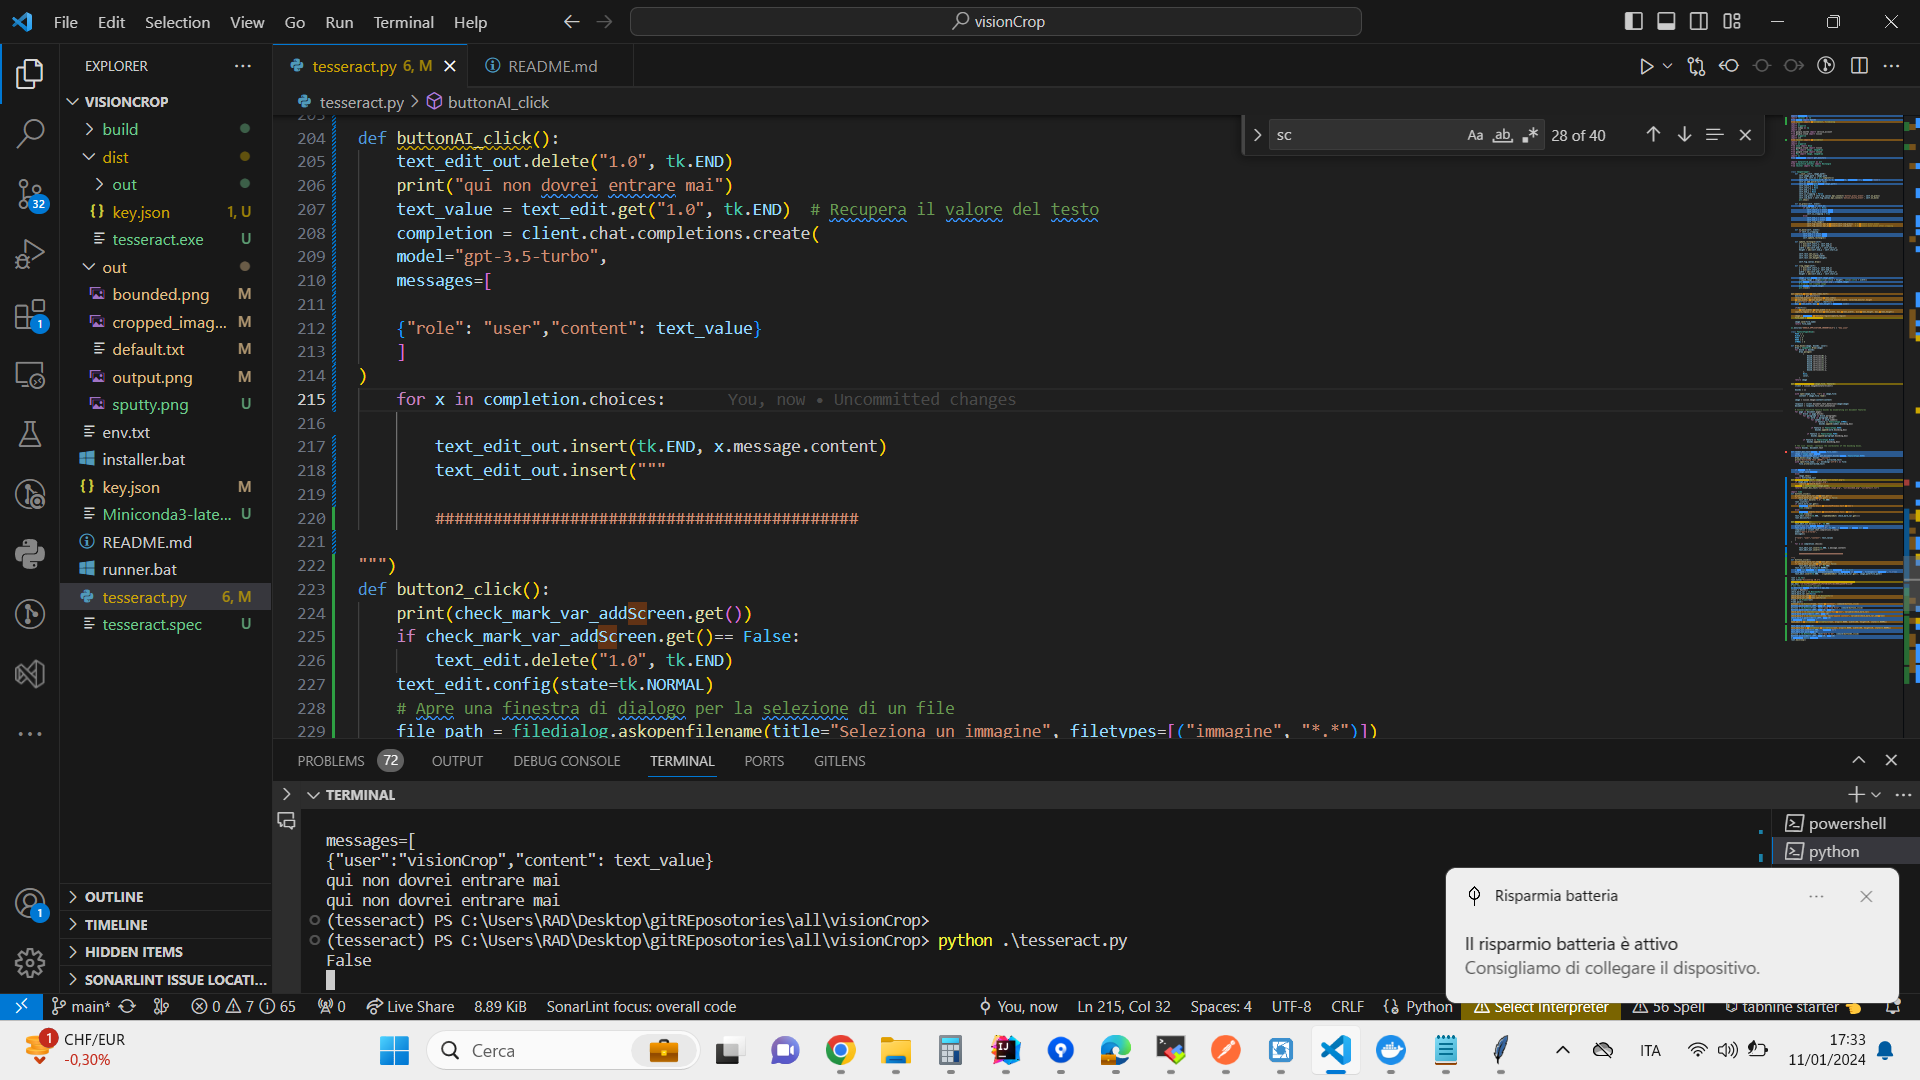 File Edit Selection View Go Run Terminal Help
visionCrop
EXPLORER
tesseract.py 6, M
README.md
VISIONCROP
tesseract.py > buttonAI_click
build
dist
out
key.json 1, U
tesseract.exe U
out
bounded.png M
cropped_imag... M
default.txt M
output.png M
sputty.png U
env.txt
installer.bat
key.json M
Miniconda3-late... U
README.md
runner.bat
tesseract.py 6, M
tesseract.spec U
OUTLINE
TIMELINE
HIDDEN ITEMS
SONARLINT ISSUE LOCATI...
32
1
1
sc
Aa ab 28 of 40
203
204 def buttonAI_click():
205 text_edit_out.delete("1.0", tk.END)
206 print("qui non dovrei entrare mai")
207 text_value = text_edit.get("1.0", tk.END) # Recupera il valore del testo
208 completion = client.chat.completions.create(
209 model="gpt-3.5-turbo",
210 messages=[
211
212 {"role": "user","content": text_value}
213 ]
214 )
215 for x in completion.choices: You, now • Uncommitted changes
216
217 text_edit_out.insert(tk.END, x.message.content)
218 text_edit_out.insert("""
219
220 ############################################
221
222 """)
223 def button2_click():
224 print(check_mark_var_addScreen.get())
225 if check_mark_var_addScreen.get()== False:
226 text_edit.delete("1.0", tk.END)
227 text_edit.config(state=tk.NORMAL)
228 # Apre una finestra di dialogo per la selezione di un file
229 file_path = filedialog.askopenfilename(title="Seleziona un immagine", filetypes=[("immagine", "*.*")])
PROBLEMS 72 OUTPUT DEBUG CONSOLE TERMINAL PORTS GITLENS
TERMINAL
messages=[
{"user":"visionCrop","content": text_value}
qui non dovrei entrare mai
qui non dovrei entrare mai
(tesseract) PS C:\Users\RAD\Desktop\gitREposotories\all\visionCrop>
(tesseract) PS C:\Users\RAD\Desktop\gitREposotories\all\visionCrop> python .\tesseract.py
False
powershell
python
Risparmia batteria
Il risparmio batteria è attivo
Consigliamo di collegare il dispositivo.
main* 0 7 65 0 Live Share 8.89 KiB SonarLint focus: overall code You, now Ln 215, Col 32 Spaces: 4 UTF-8 CRLF Python Select Interpreter 56 Spell tabnine starter
1
CHF/EUR
-0,30%
Cerca
ITA
17:33
11/01/2024